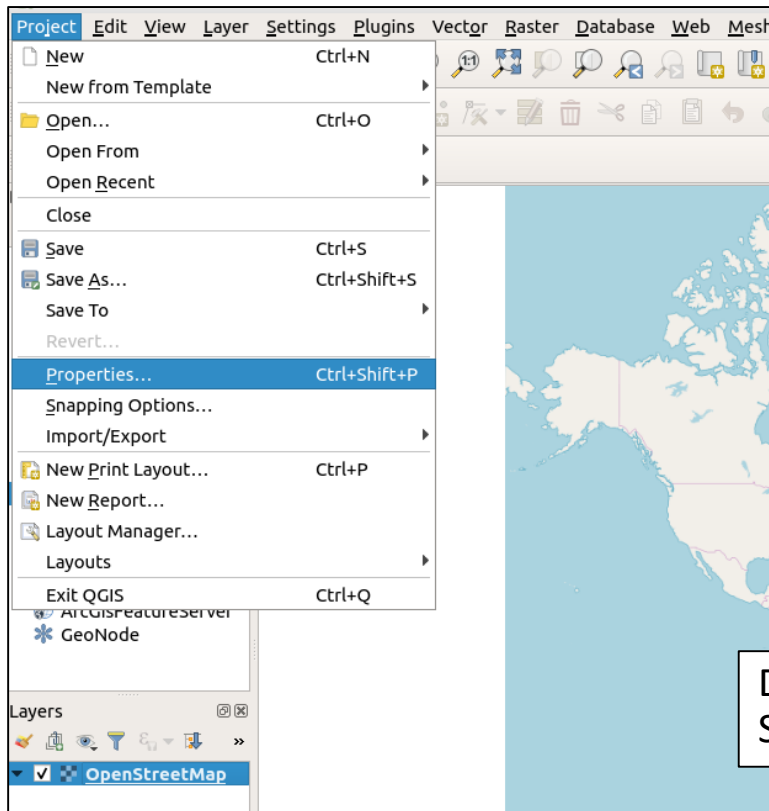 Project Edit View Layer Settings Plugins Vector Raster Database Web Mesh
New Ctrl+N
New from Template
Open... Ctrl+O
Open From
Open Recent
Close
Save Ctrl+S
Save As... Ctrl+Shift+S
Save To
Revert...
Properties... Ctrl+Shift+P
Snapping Options...
Import/Export
New Print Layout... Ctrl+P
New Report...
Layout Manager...
Layouts
Exit QGIS Ctrl+Q
ArcGisFeatureServer
GeoNode
Layers
OpenStreetMap